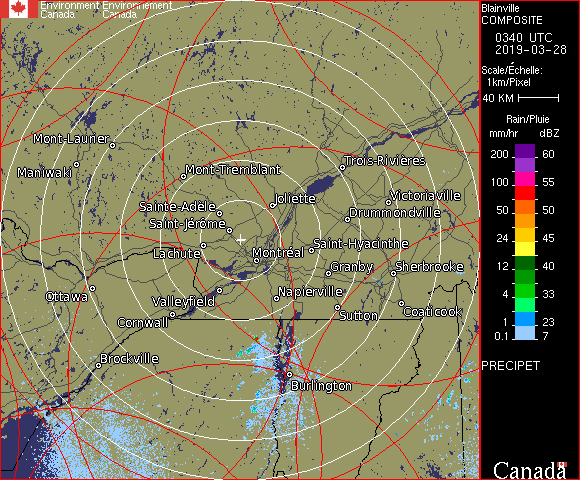 Environment Environnement
Canada Canada
Blainville
COMPOSITE
0340 UTC
2019-03-28
Scale/Échelle:
1km/Pixel
40 KM
Rain/Pluie
mm/hr dBZ
200 60
100 55
50 50
24 45
12 40
4 33
1 23
0.1 7
PRECIPET
Canada
Mont-Laurier
Maniwaki
Mont-Tremblant
Trois-Rivières
Joliette
Victoriaville
Sainte-Adèle
Drummondville
Saint-Jérôme
Lachute
Montréal
Saint-Hyacinthe
Granby
Sherbrooke
Ottawa
Valleyfield
Napierville
Cornwall
Sutton
Coaticook
Brockville
Burlington